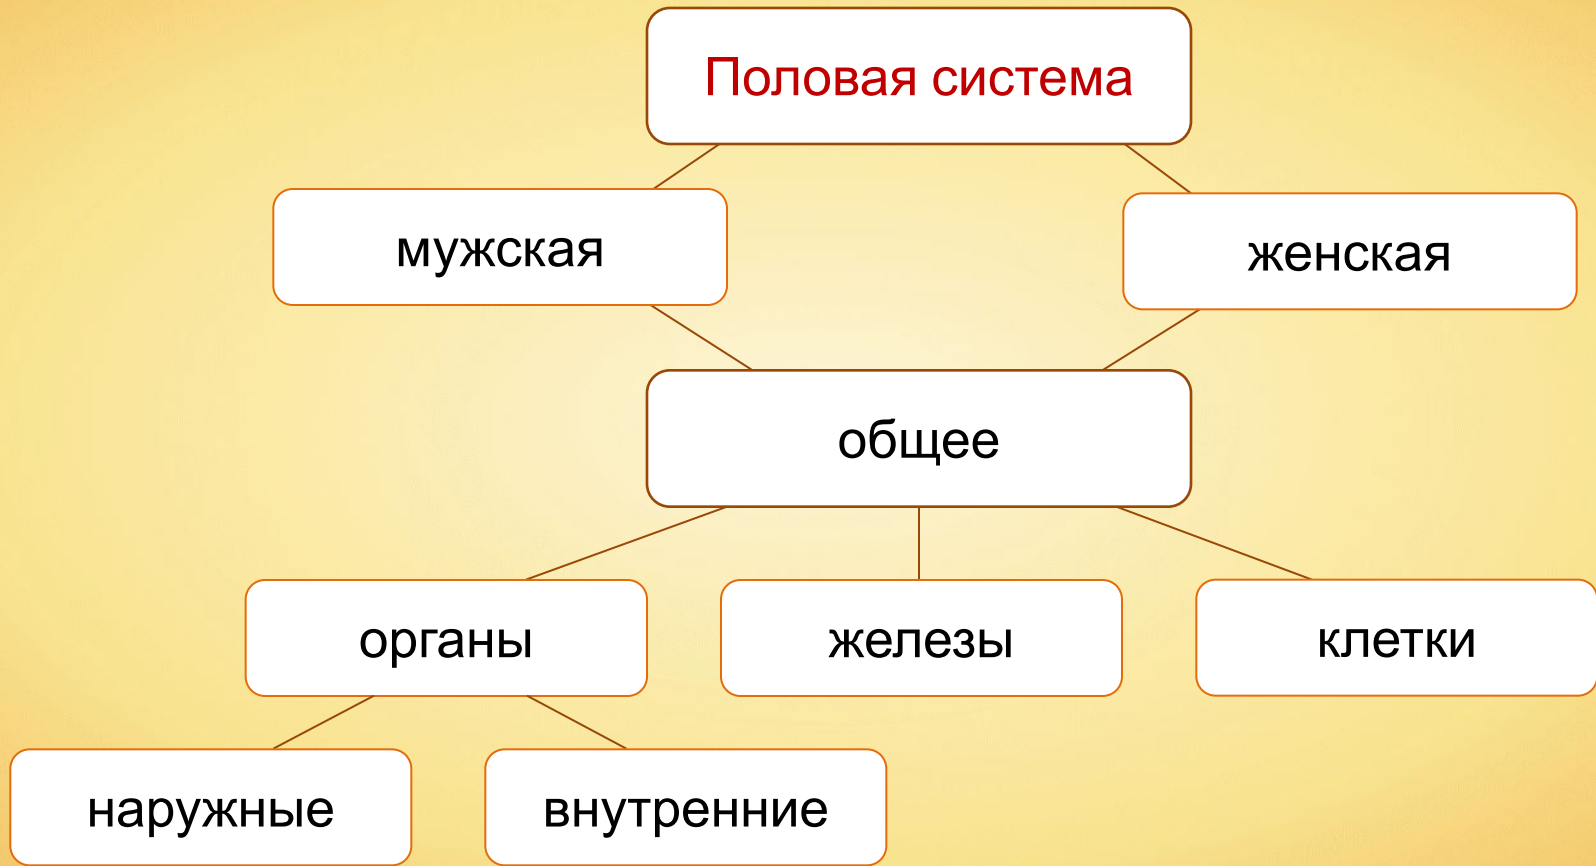 Половая система
мужская
женская
общее
органы
железы
клетки
наружные
внутренние